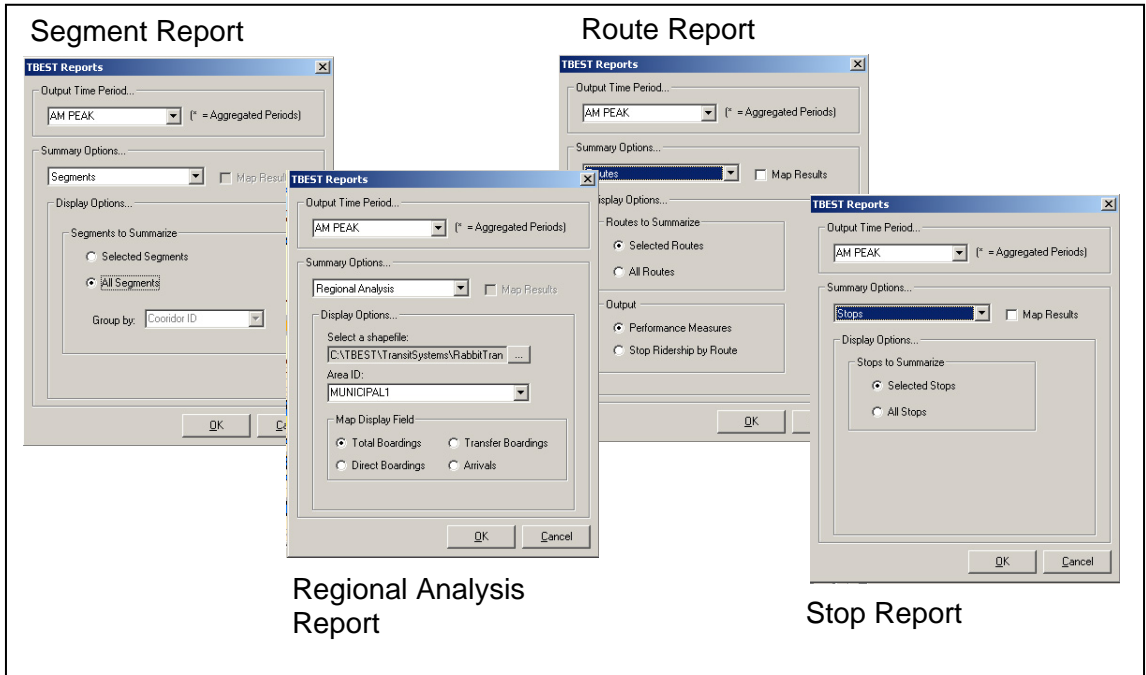 Segment Report
TBEST Reports
Output Time Period...
AM PEAK (* = Aggregated Periods)
Summary Options...
Segments Map Resul
Display Options...
Segments to Summarize
Selected Segments
All Segments
Group by: Cooridor ID
OK Ca
TBEST Reports
Output Time Period...
AM PEAK (* = Aggregated Periods)
Summary Options...
Regional Analysis Map Results
Display Options...
Select a shapefile:
C:\TBEST\TransitSystems\RabbitTran ...
Area ID:
MUNICIPAL1
Map Display Field
Total Boardings Transfer Boardings
Direct Boardings Arrivals
OK Cancel
Regional Analysis
Report
Route Report
TBEST Reports
Output Time Period...
AM PEAK (* = Aggregated Periods)
Summary Options...
outes Map Results
isplay Options...
Routes to Summarize
Selected Routes
All Routes
Output
Performance Measures
Stop Ridership by Route
OK
TBEST Reports
Output Time Period...
AM PEAK (* = Aggregated Periods)
Summary Options...
Stops Map Results
Display Options...
Stops to Summarize
Selected Stops
All Stops
OK Cancel
Stop Report